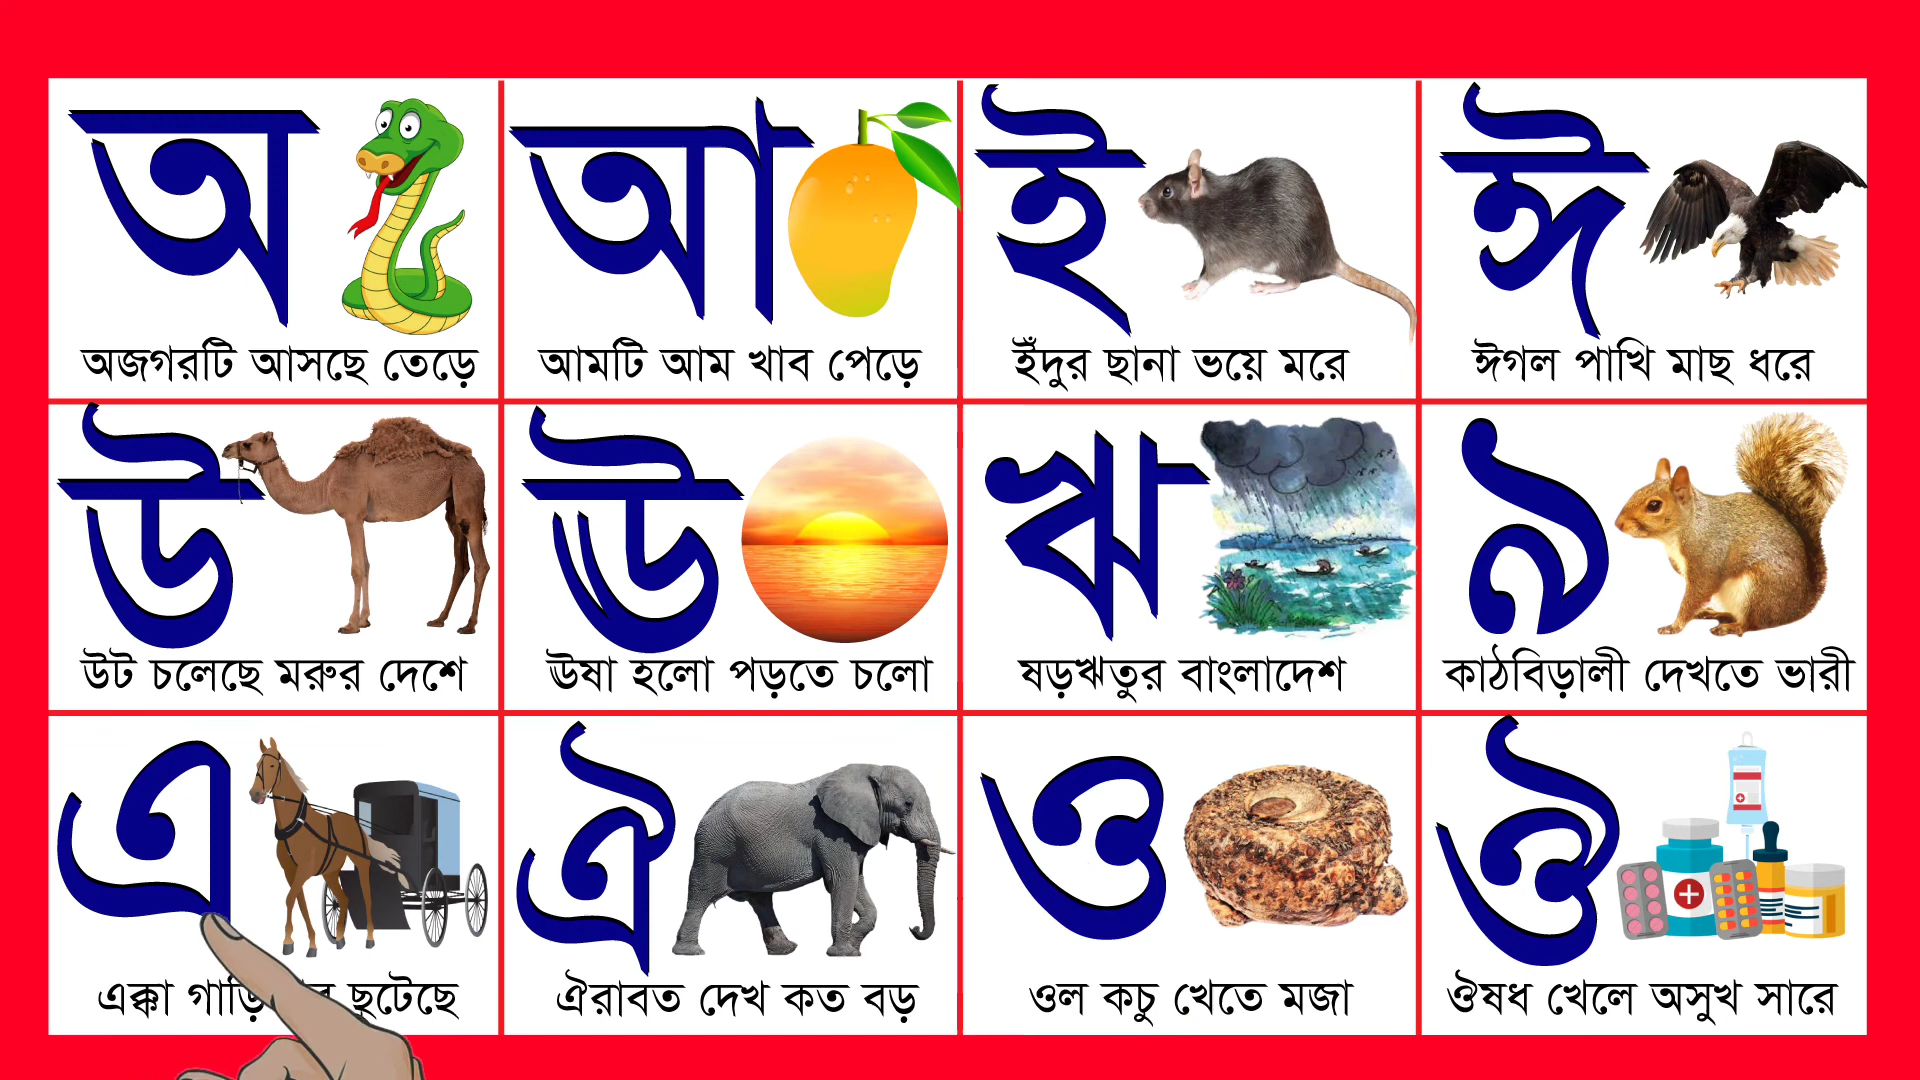 অ
অজগরটি আসছে তেড়ে
আ
আমটি আম খাব পেড়ে
ই
ইঁদুর ছানা ভয়ে মরে
ঈ
ঈগল পাখি মাছ ধরে
উ
উট চলেছে মরুর দেশে
ঊ
ঊষা হলো পড়তে চলো
ঋ
ষড়ঋতুর বাংলাদেশ
ঌ
কাঠবিড়ালী দেখতে ভারী
এ
এক্কা গাড়ি ছুটেছে
ঐ
ঐরাবত দেখ কত বড়
ও
ওল কচু খেতে মজা
ঔ
ঔষধ খেলে অসুখ সারে